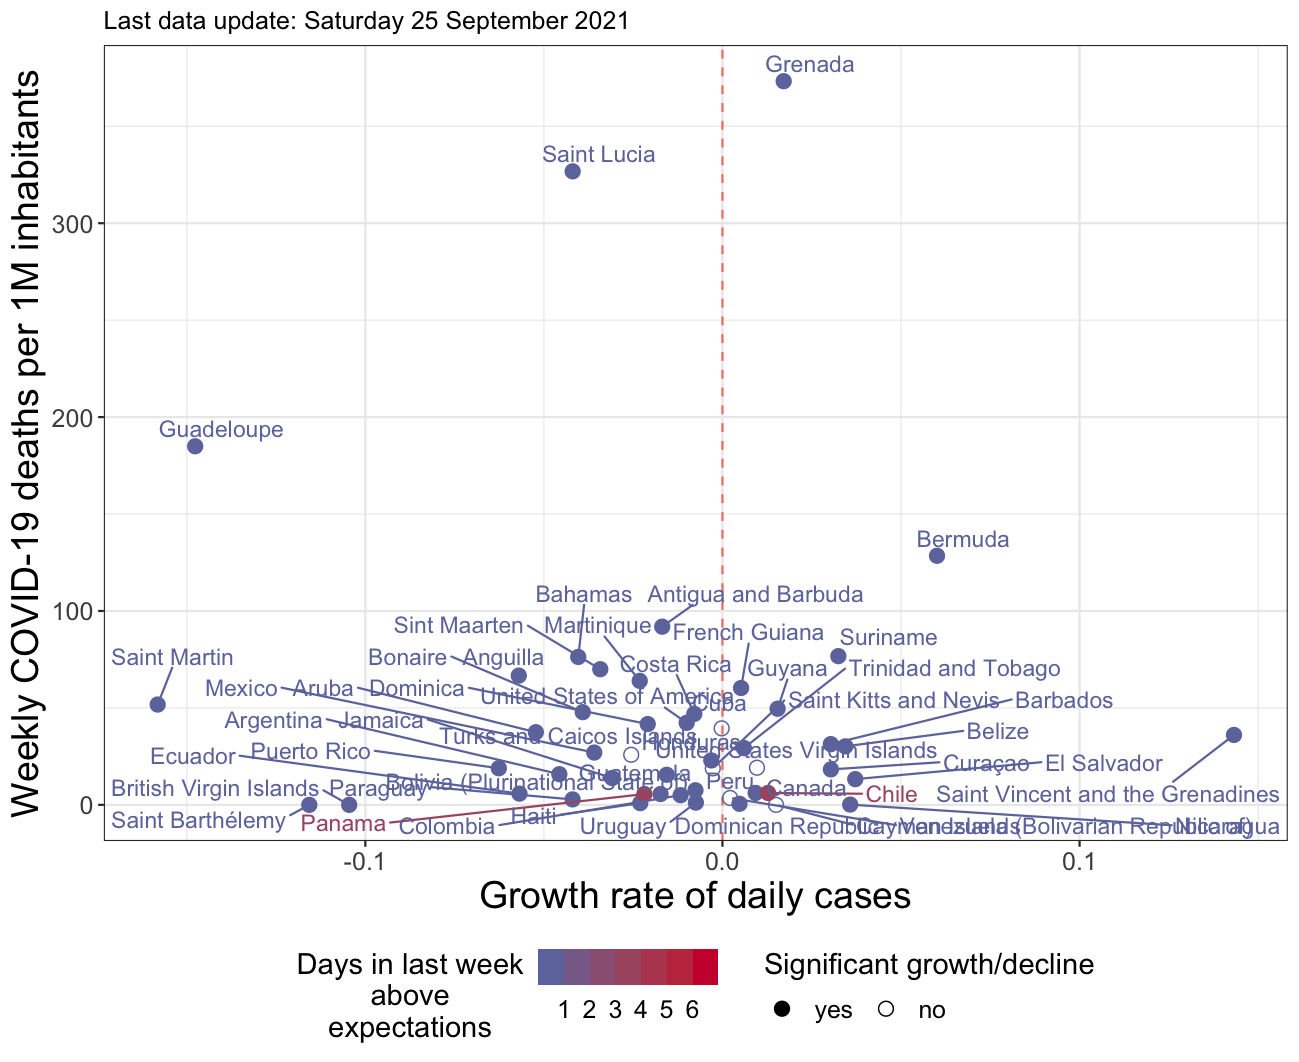 Last data update: Saturday 25 September 2021
Weekly COVID-19 deaths per 1M inhabitants
Grenada
Saint Lucia
300
Guadeloupe
200
Bermuda
100
Bahamas
Antigua and Barbuda
Sint Maarten
Martinique
French Guiana
Suriname
Saint Martin
Bonaire
Anguilla
Costa Rica
Guyana
Trinidad and Tobago
Mexico
Aruba
Dominica
United States of America
Cuba
Saint Kitts and Nevis
Barbados
Argentina
Jamaica
Turks and Caicos Islands
Honduras
United States Virgin Islands
Belize
Ecuador
Puerto Rico
Guatemala
Curaçao
El Salvador
British Virgin Islands
Paraguay
Bolivia (Plurinational State of)
Peru
Canada
Chile
Saint Vincent and the Grenadines
0
Saint Barthélemy
Panama
Colombia
Haiti
Uruguay
Dominican Republic
Cayman Islands
Venezuela (Bolivarian Republic of)
Nicaragua
-0.1
0.0
0.1
Growth rate of daily cases
Days in last week
above
expectations
1 2 3 4 5 6
Significant growth/decline
yes
no